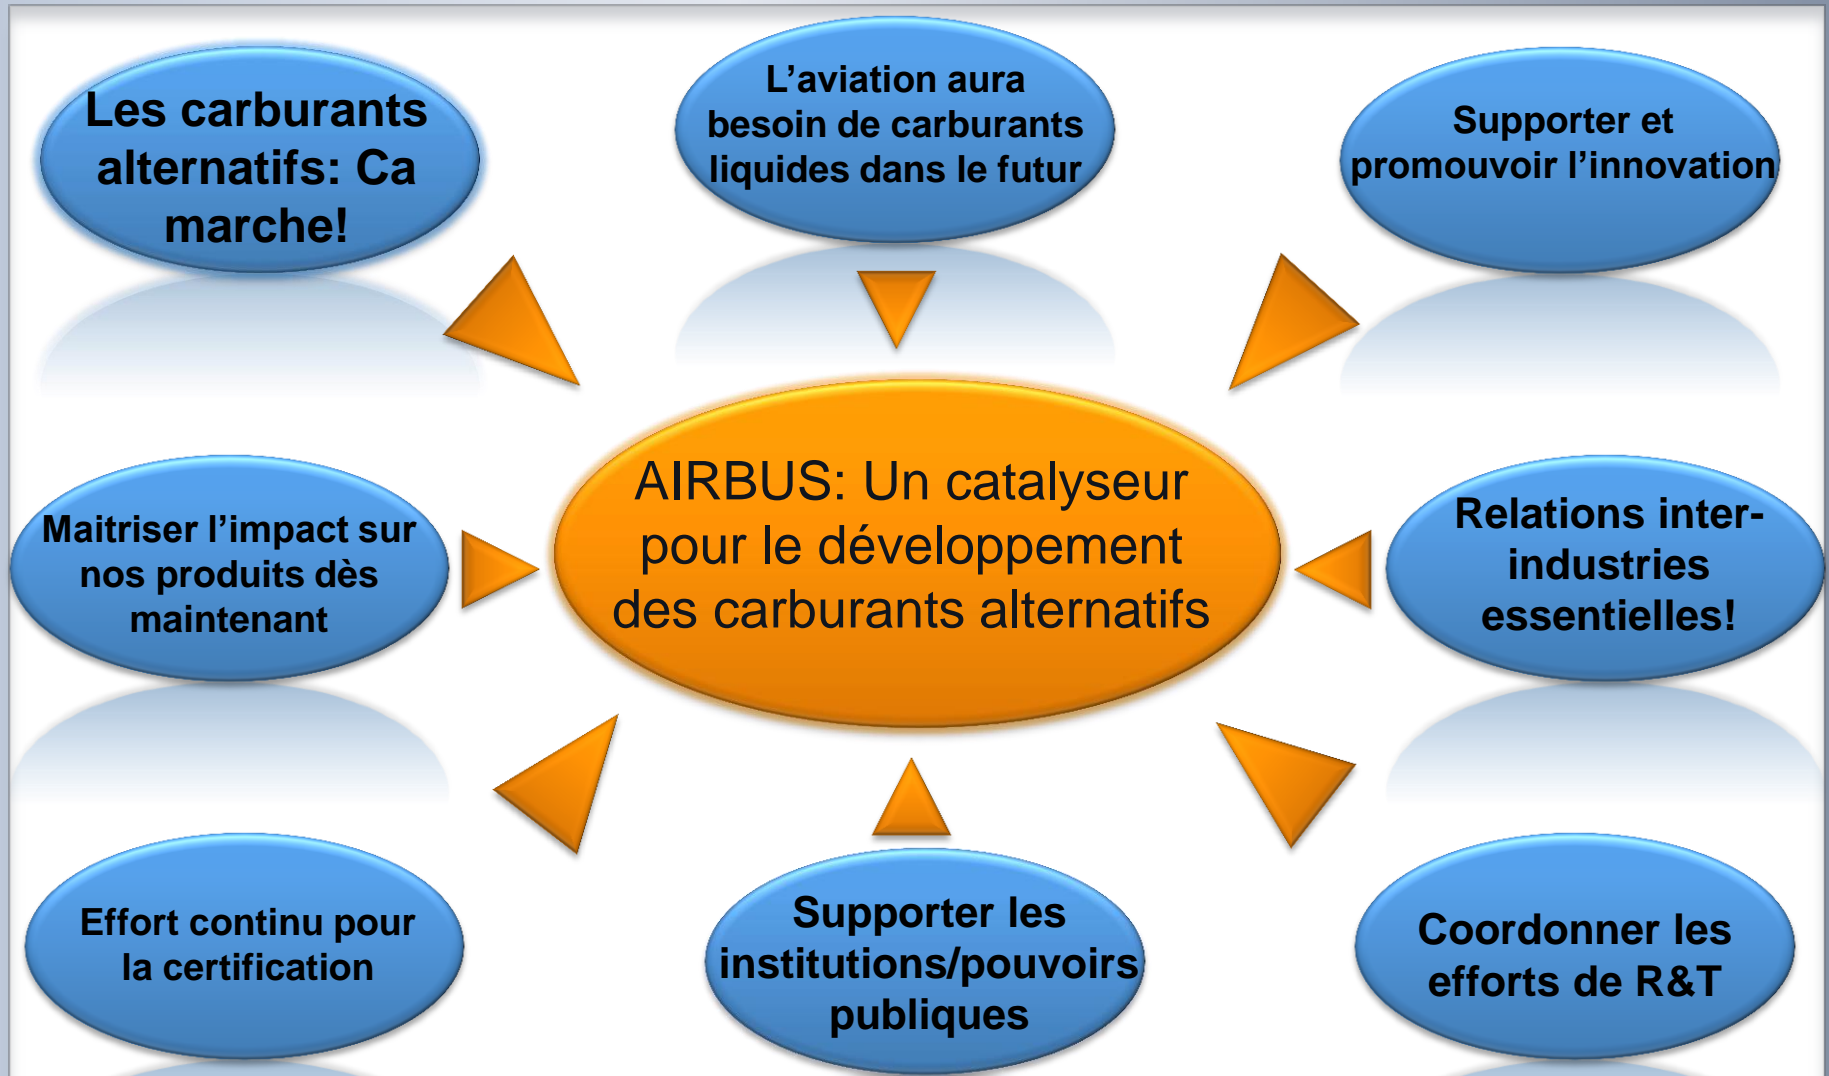 Les carburants
alternatifs: Ca
marche!
L’aviation aura
besoin de carburants
liquides dans le futur
Supporter et
promouvoir l’innovation
AIRBUS: Un catalyseur
pour le développement
des carburants alternatifs
Maitriser l’impact sur
nos produits dès
maintenant
Relations inter-
industries
essentielles!
Effort continu pour
la certification
Supporter les
institutions/pouvoirs
publiques
Coordonner les
efforts de R&T